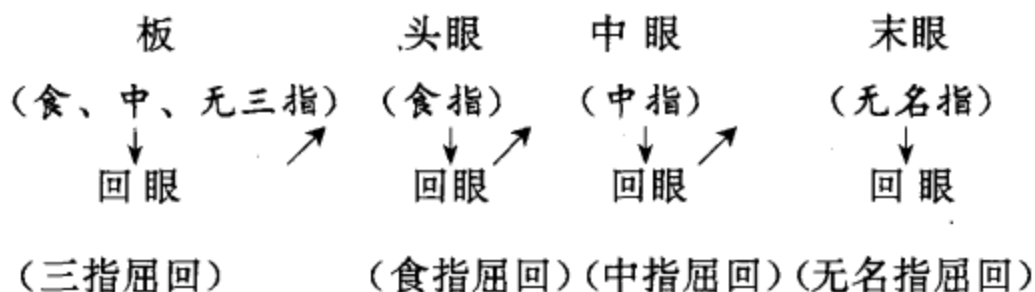 板 头眼 中眼 末眼
（食、中、无三指）（食指）（中指）（无名指）
回眼 回眼 回眼 回眼
（三指屈回）（食指屈回）（中指屈回）（无名指屈回）